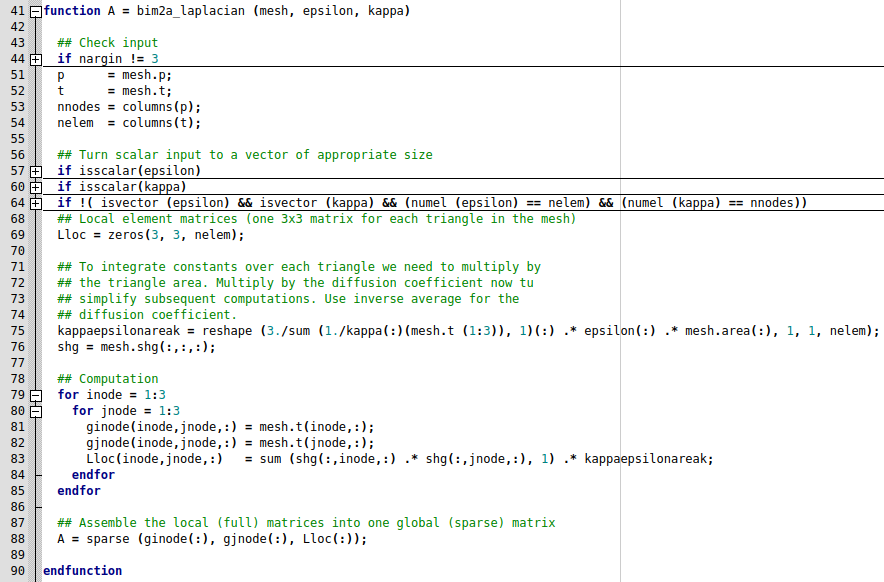 41 function A = bim2a_laplacian (mesh, epsilon, kappa)
42
43   ## Check input
44   if nargin != 3
51   p      = mesh.p;
52   t      = mesh.t;
53   nnodes = columns(p);
54   nelem  = columns(t);
55
56   ## Turn scalar input to a vector of appropriate size
57   if isscalar(epsilon)
60   if isscalar(kappa)
64   if !( isvector (epsilon) && isvector (kappa) && (numel (epsilon) == nelem) && (numel (kappa) == nnodes))
68   ## Local element matrices (one 3x3 matrix for each triangle in the mesh)
69   Lloc = zeros(3, 3, nelem);
70
71   ## To integrate constants over each triangle we need to multiply by
72   ## the triangle area. Multiply by the diffusion coefficient now tu
73   ## simplify subsequent computations. Use inverse average for the
74   ## diffusion coefficient.
75   kappaepsilonareak = reshape (3./sum (1./kappa(:)(mesh.t (1:3)), 1)(:) .* epsilon(:) .* mesh.area(:), 1, 1, nelem);
76   shg = mesh.shg(:,:,:);
77
78   ## Computation
79   for inode = 1:3
80     for jnode = 1:3
81       ginode(inode,jnode,:) = mesh.t(inode,:);
82       gjnode(inode,jnode,:) = mesh.t(jnode,:);
83       Lloc(inode,jnode,:)   = sum (shg(:,inode,:) .* shg(:,jnode,:), 1) .* kappaepsilonareak;
84     endfor
85   endfor
86
87   ## Assemble the local (full) matrices into one global (sparse) matrix
88   A = sparse (ginode(:), gjnode(:), Lloc(:));
89
90 endfunction